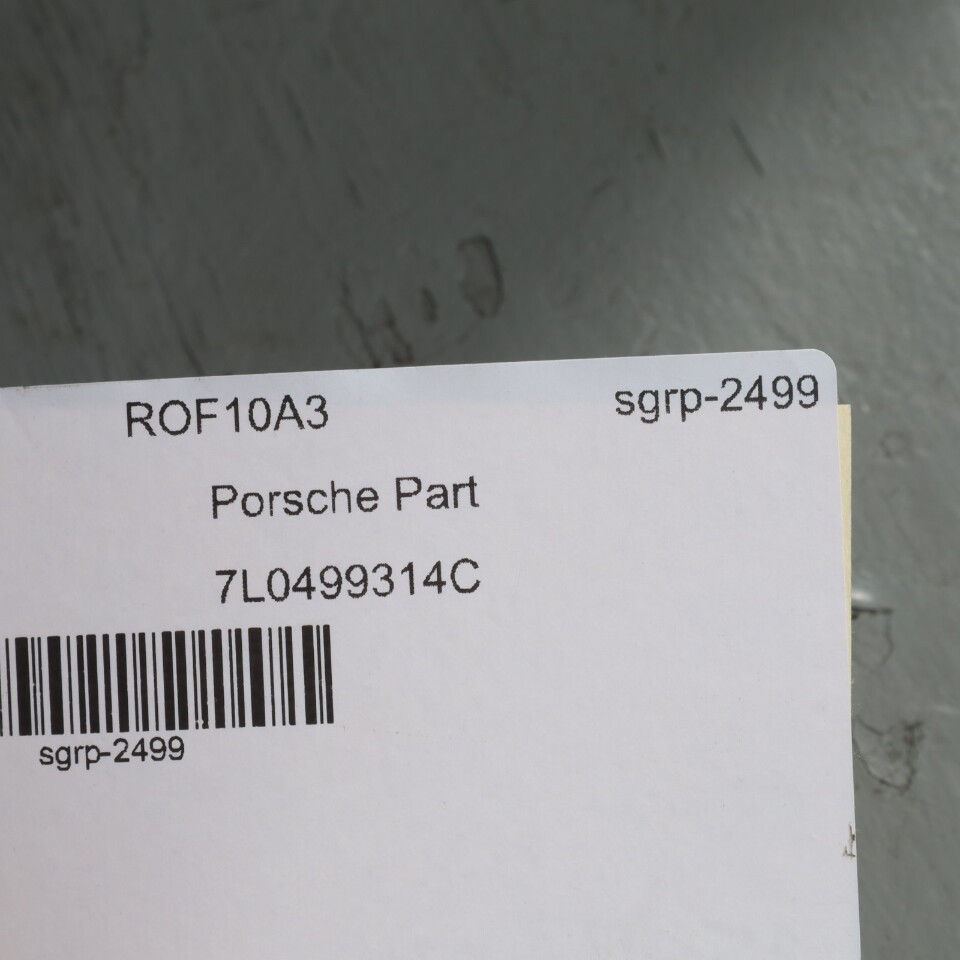 ROF10A3 sgrp-2499
Porsche Part
7L0499314C
sgrp-2499